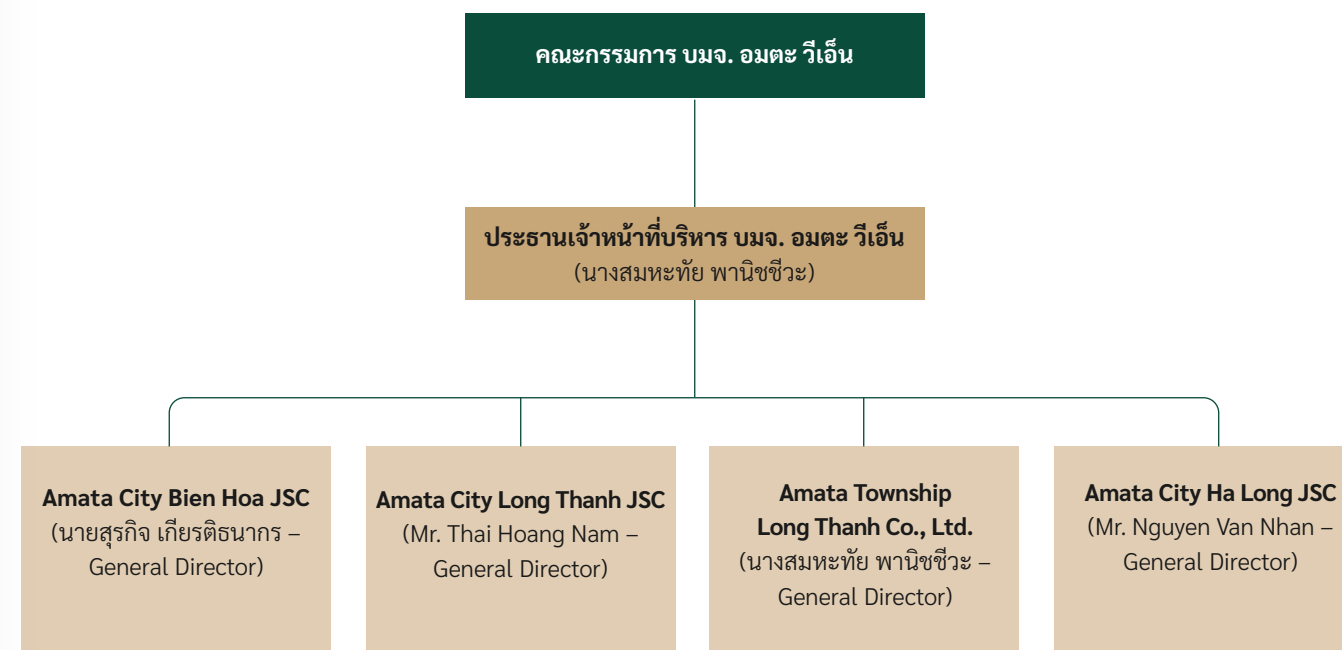 คณะกรรมการ บมจ. อมตะ วีเอ็น
ประธานเจ้าหน้าที่บริหาร บมจ. อมตะ วีเอ็น
(นางสมหะทัย พานิชชีวะ)
Amata City Bien Hoa JSC
(นายสุรกิจ เกียรติธนากร –
General Director)
Amata City Long Thanh JSC
(Mr. Thai Hoang Nam –
General Director)
Amata Township
Long Thanh Co., Ltd.
(นางสมหะทัย พานิชชีวะ –
General Director)
Amata City Ha Long JSC
(Mr. Nguyen Van Nhan –
General Director)